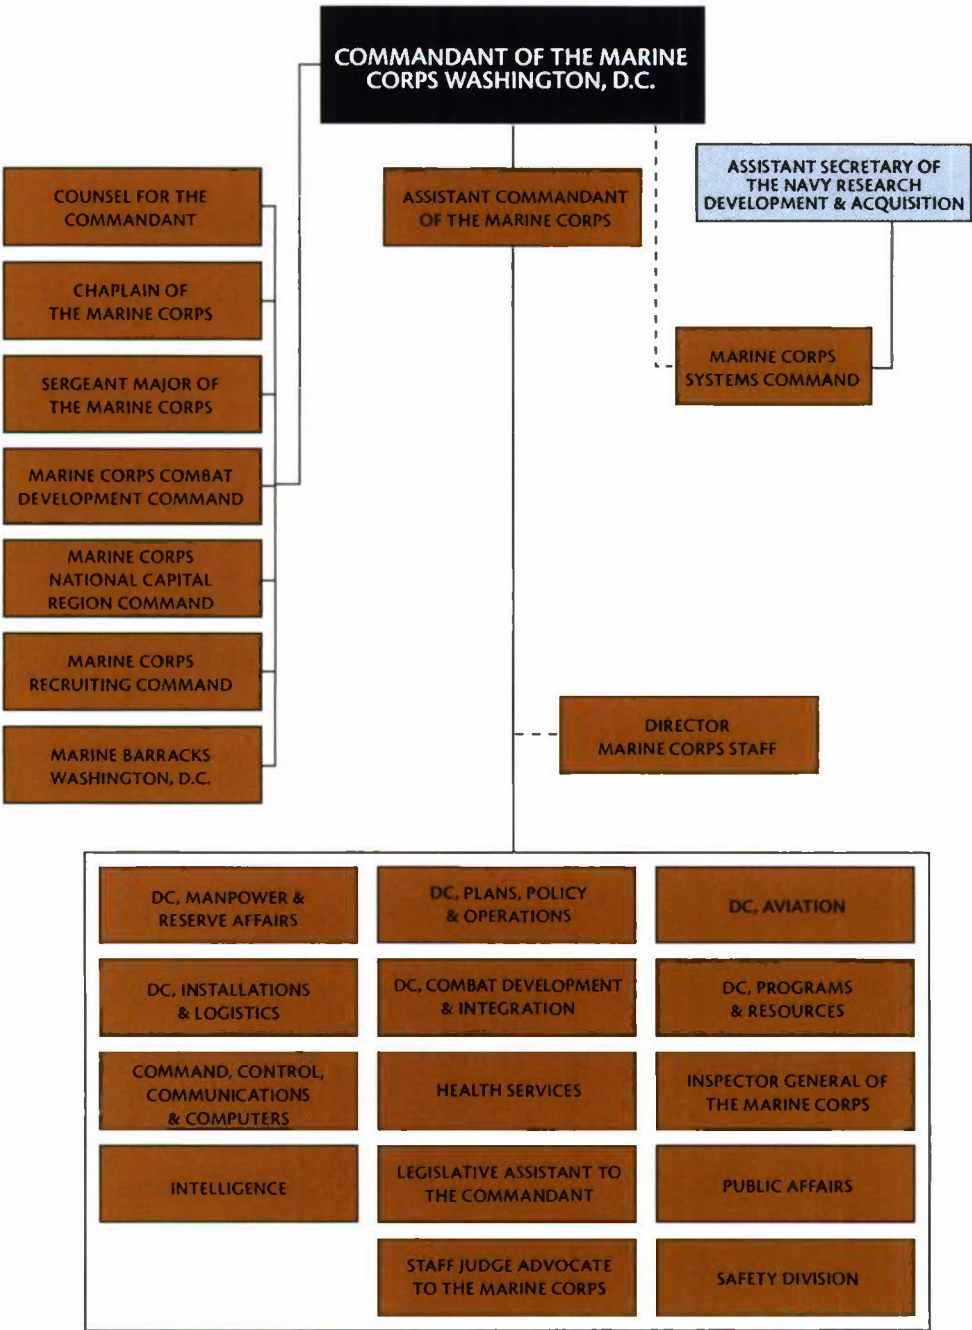 COMMANDANT OF THE MARINE
CORPS WASHINGTON, D.C.
ASSISTANT SECRETARY OF
THE NAVY RESEARCH
DEVELOPMENT & ACQUISITION
COUNSEL FOR THE
COMMANDANT
ASSISTANT COMMANDANT
OF THE MARINE CORPS
CHAPLAIN OF
THE MARINE CORPS
MARINE CORPS
SYSTEMS COMMAND
SERGEANT MAJOR OF
THE MARINE CORPS
MARINE CORPS COMBAT
DEVELOPMENT COMMAND
MARINE CORPS
NATIONAL CAPITAL
REGION COMMAND
MARINE CORPS
RECRUITING COMMAND
DIRECTOR
MARINE CORPS STAFF
MARINE BARRACKS
WASHINGTON, D.C.
DC, MANPOWER &
RESERVE AFFAIRS
DC, PLANS, POLICY
& OPERATIONS
DC, AVIATION
DC, INSTALLATIONS
& LOGISTICS
DC, COMBAT DEVELOPMENT
& INTEGRATION
DC, PROGRAMS
& RESOURCES
COMMAND, CONTROL,
COMMUNICATIONS
& COMPUTERS
HEALTH SERVICES
INSPECTOR GENERAL OF
THE MARINE CORPS
INTELLIGENCE
LEGISLATIVE ASSISTANT TO
THE COMMANDANT
PUBLIC AFFAIRS
STAFF JUDGE ADVOCATE
TO THE MARINE CORPS
SAFETY DIVISION